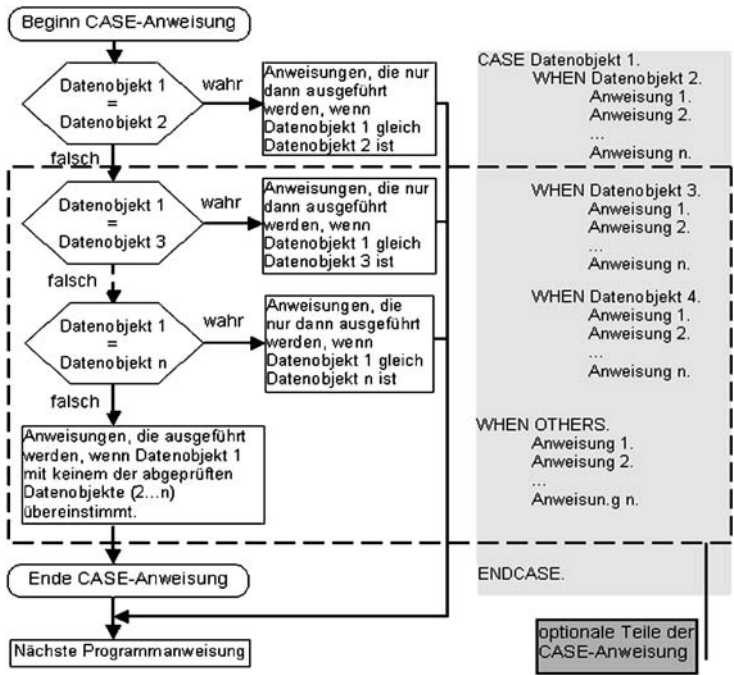 Beginn CASE-Anweisung
Datenobjekt 1
=
Datenobjekt 2
wahr
Anweisungen, die nur
dann ausgeführt
werden, wenn
Datenobjekt 1 gleich
Datenobjekt 2 ist
falsch
Datenobjekt 1
=
Datenobjekt 3
wahr
Anweisungen, die nur
dann ausgeführt
werden, wenn
Datenobjekt 1 gleich
Datenobjekt 3 ist
falsch
Datenobjekt 1
=
Datenobjekt n
wahr
Anweisungen, die
nur dann ausgeführt
werden, wenn
Datenobjekt 1 gleich
Datenobjekt n ist
falsch
Anweisungen, die ausgeführt
werden, wenn Datenobjekt 1
mit keinem der abgeprüften
Datenobjekte (2...n)
übereinstimmt.
Ende CASE-Anweisung
Nächste Programmanweisung
CASE Datenobjekt 1.
WHEN Datenobjekt 2.
Anweisung 1.
Anweisung 2.
...
Anweisung n.
WHEN Datenobjekt 3.
Anweisung 1.
Anweisung 2.
...
Anweisung n.
WHEN Datenobjekt 4.
Anweisung 1.
Anweisung 2.
...
Anweisung n.
WHEN OTHERS.
Anweisung 1.
Anweisung 2.
...
Anweisun.g n.
ENDCASE.
optionale Teile der
CASE-Anweisung